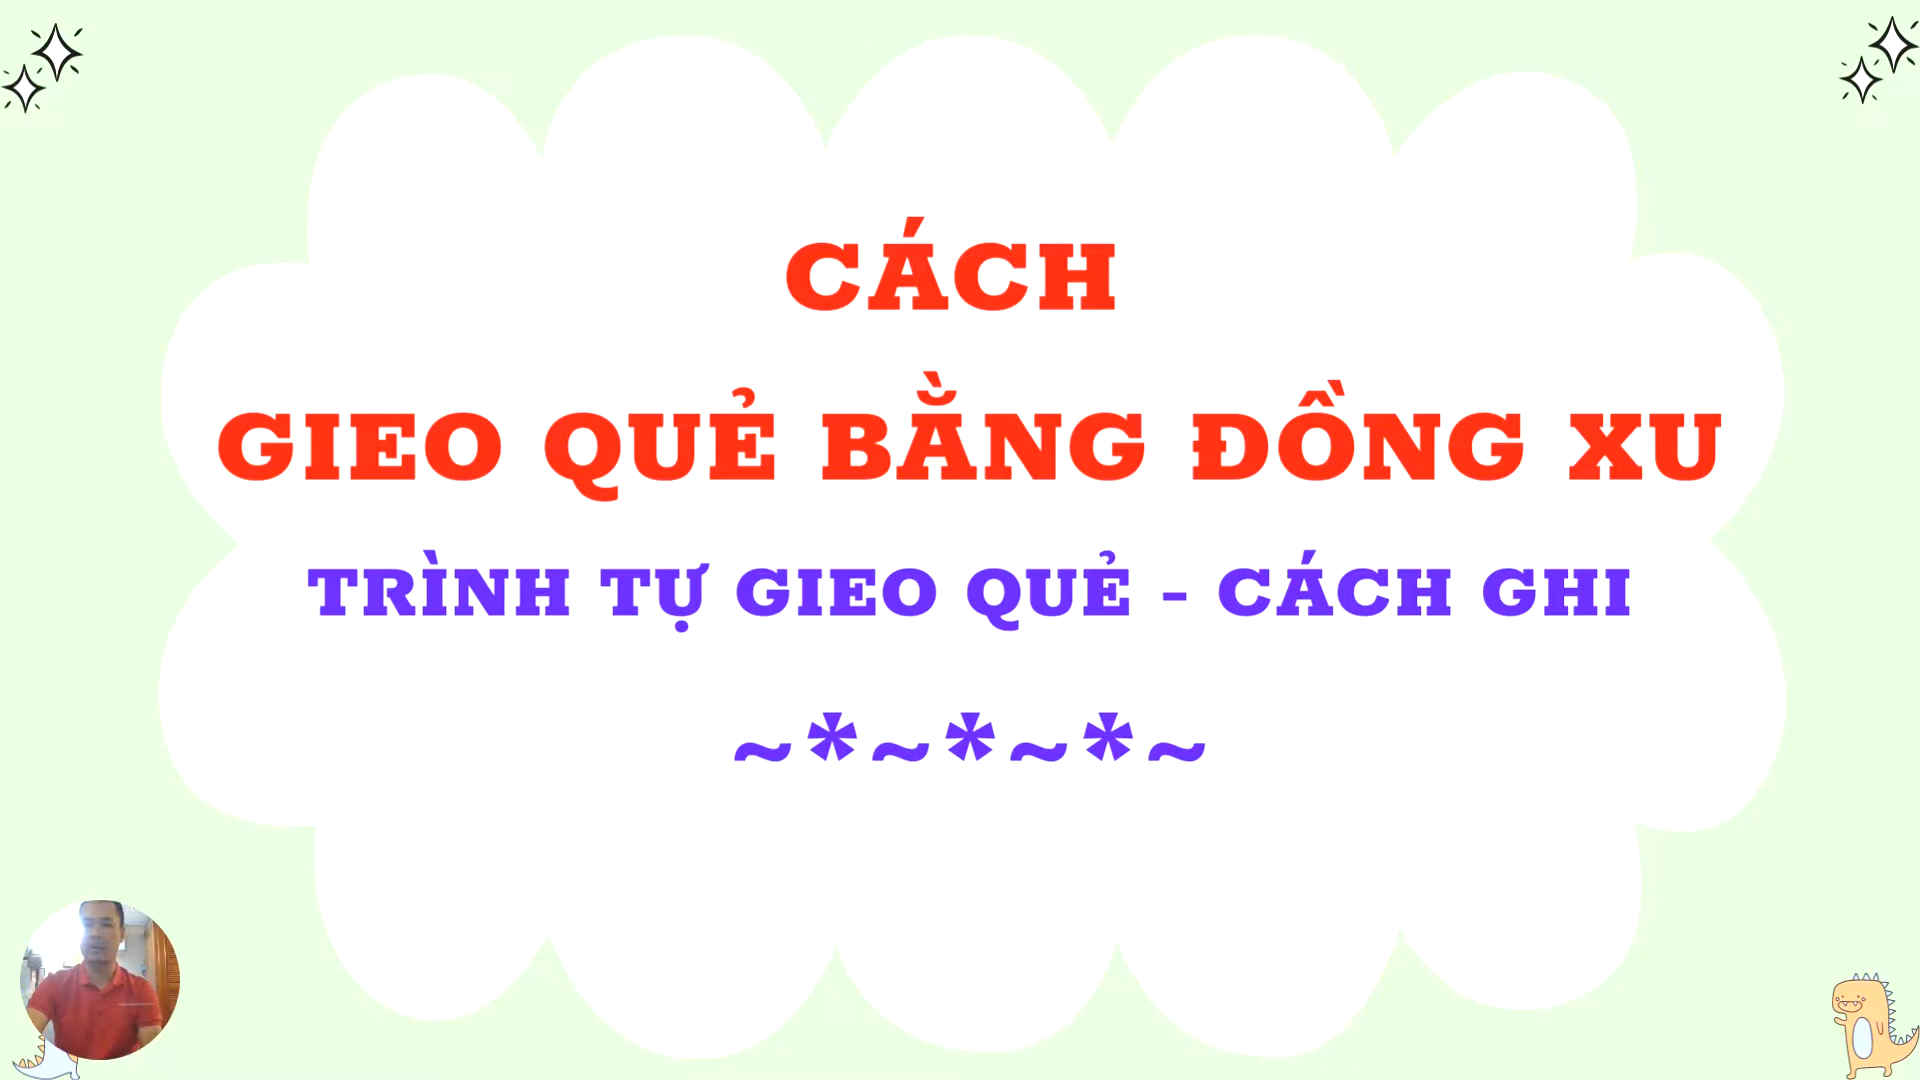 CÁCH
GIEO QUẺ BẰNG ĐỒNG XU
TRÌNH TỰ GIEO QUẺ - CÁCH GHI
~*~*~*~